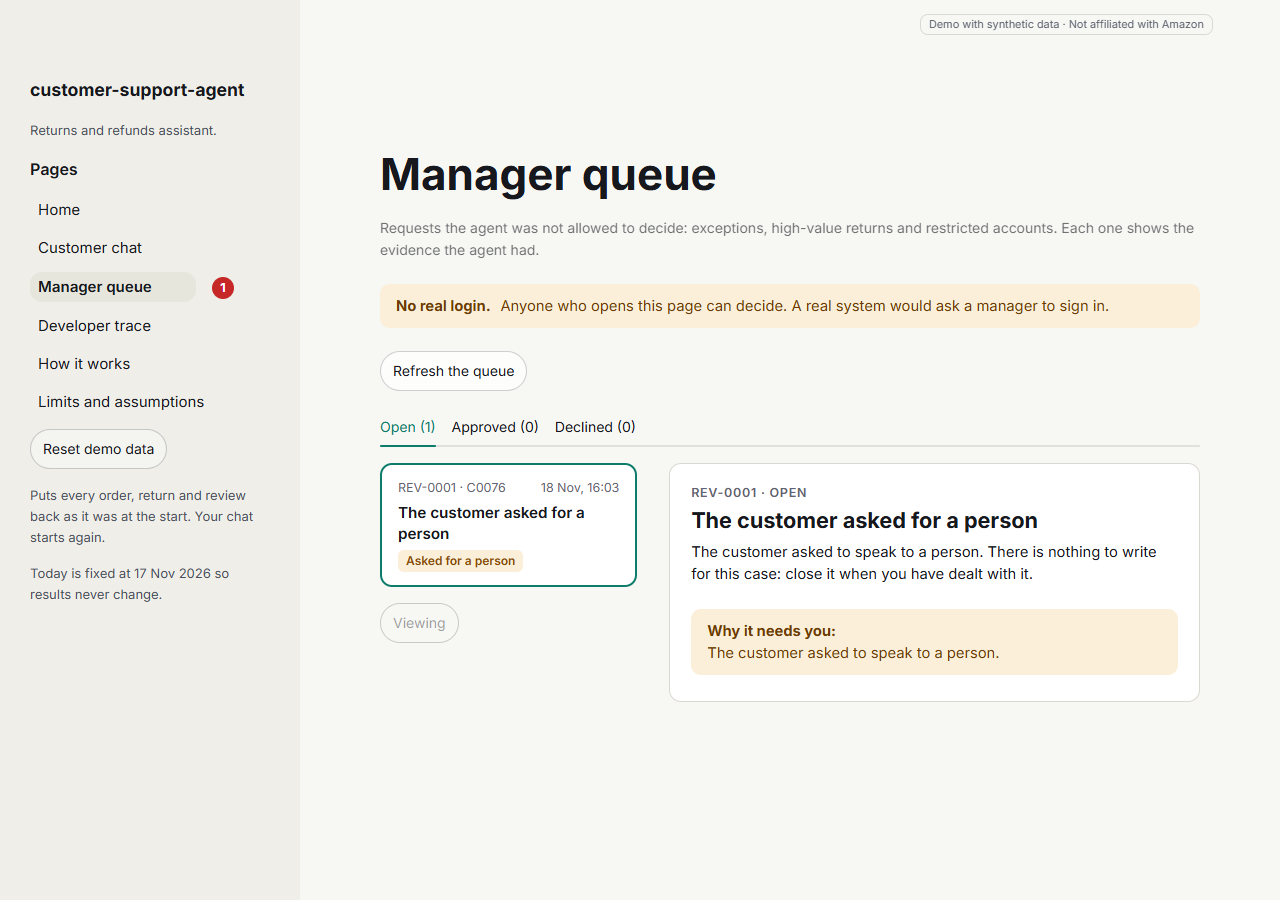 Demo with synthetic data · Not affiliated with Amazon
customer-support-agent
Returns and refunds assistant.
Pages
Home
Customer chat
Manager queue 1
Developer trace
How it works
Limits and assumptions
Reset demo data
Puts every order, return and review
back as it was at the start. Your chat
starts again.
Today is fixed at 17 Nov 2026 so
results never change.
Manager queue
Requests the agent was not allowed to decide: exceptions, high-value returns and restricted accounts. Each one shows the
evidence the agent had.
No real login. Anyone who opens this page can decide. A real system would ask a manager to sign in.
Refresh the queue
Open (1) Approved (0) Declined (0)
REV-0001 · C0076 18 Nov, 16:03
The customer asked for a
person
Asked for a person
Viewing
REV-0001 · OPEN
The customer asked for a person
The customer asked to speak to a person. There is nothing to write
for this case: close it when you have dealt with it.
Why it needs you:
The customer asked to speak to a person.